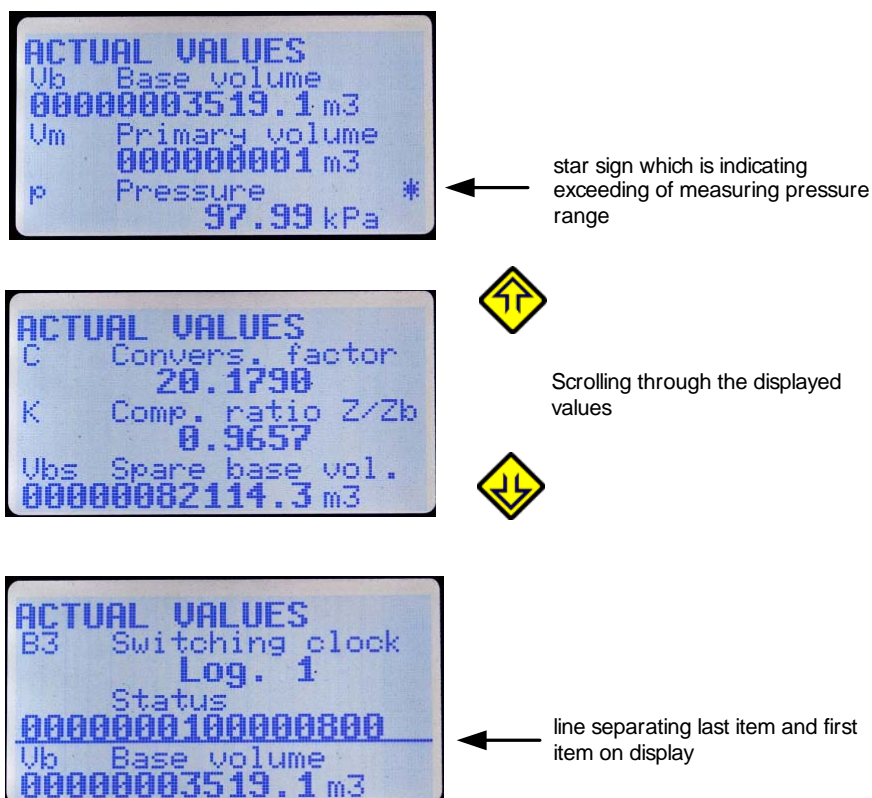 ACTUAL VALUES
Vb Base volume
00000003519.1 m3
Vm Primary volume
000000001 m3
p Pressure *
97.99 kPa
star sign which is indicating
exceeding of measuring pressure
range
ACTUAL VALUES
C Convers. factor
20.1790
K Comp. ratio Z/Zb
0.9657
Vbs Spare base vol.
00000082114.3 m3
Scrolling through the displayed
values
ACTUAL VALUES
B3 Switching clock
Log. 1
Status
0000000100000800
Vb Base volume
00000003519.1 m3
line separating last item and first
item on display